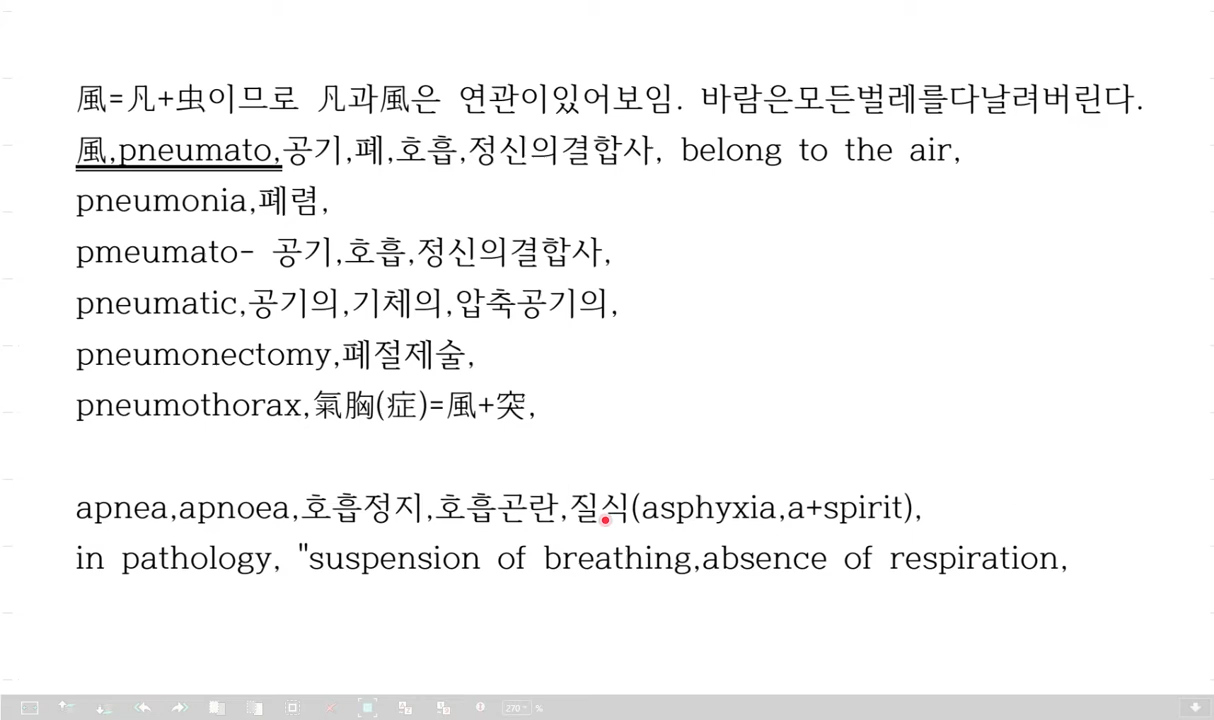 風=凡+虫이므로 凡과風은 연관이있어보임. 바람은모든벌레를다날려버린다.
風,pneumato,공기,폐,호흡,정신의결합사, belong to the air,
pneumonia,폐렴,
pmeumato- 공기,호흡,정신의결합사,
pneumatic,공기의,기체의,압축공기의,
pneumonectomy,폐절제술,
pneumothorax,氣胸(症)=風+突,
apnea,apnoea,호흡정지,호흡곤란,질식(asphyxia,a+spirit),
in pathology, "suspension of breathing,absence of respiration,
270 %